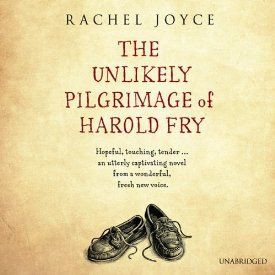 RACHEL JOYCE
THE
UNLIKELY
PILGRIMAGE of
HAROLD FRY
Hopeful, touching, tender ...
an utterly captivating novel
from a wonderful,
fresh new voice.
UNABRIDGED